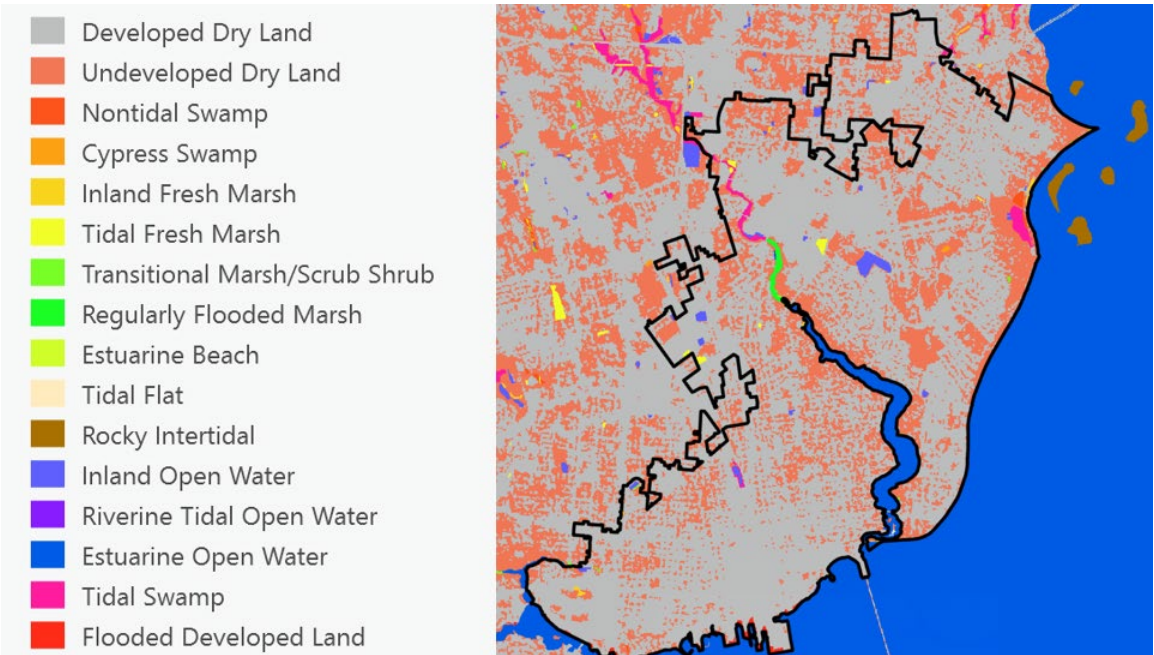 Developed Dry Land
Undeveloped Dry Land
Nontidal Swamp
Cypress Swamp
Inland Fresh Marsh
Tidal Fresh Marsh
Transitional Marsh/Scrub Shrub
Regularly Flooded Marsh
Estuarine Beach
Tidal Flat
Rocky Intertidal
Inland Open Water
Riverine Tidal Open Water
Estuarine Open Water
Tidal Swamp
Flooded Developed Land